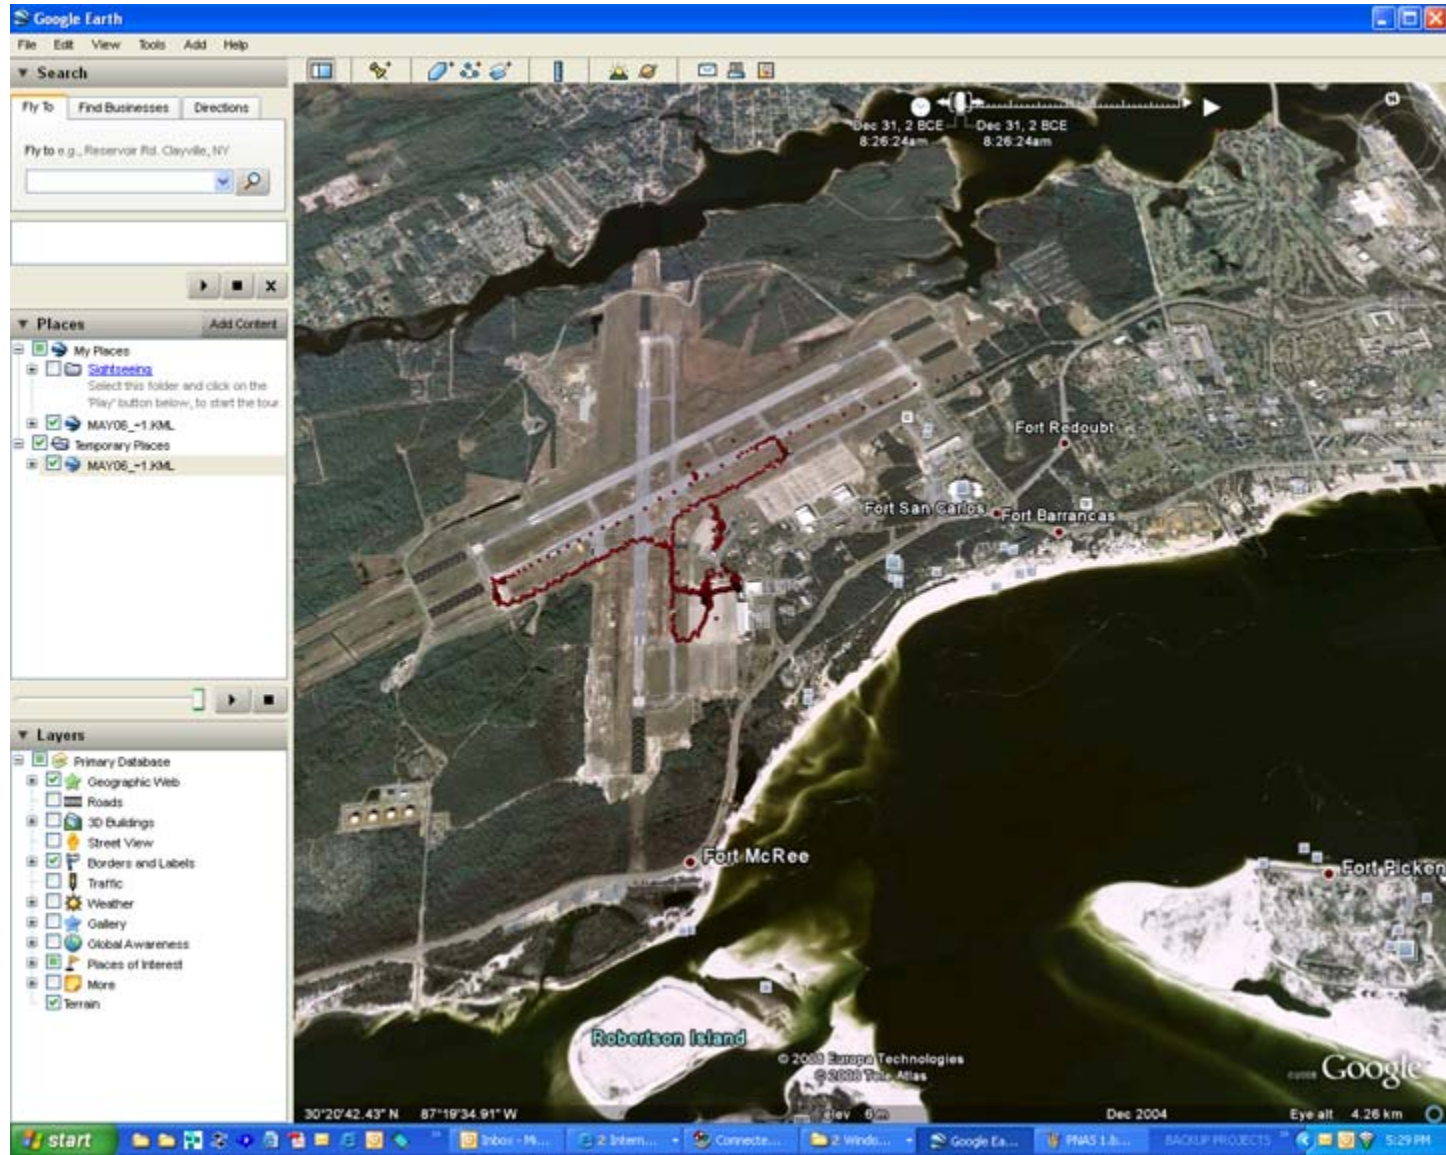 Google Earth
File Edit View Tools Add Help
Search
Fly To Find Businesses Directions
Fly to e.g., Reservoir Rd. Clayville, NY
Places Add Content
My Places
Sightseeing
Select this folder and click on the
'Play' button below, to start the tour
MAY06_~1.KML
Temporary Places
MAY06_~1.KML
Layers
Primary Database
Geographic Web
Roads
3D Buildings
Street View
Borders and Labels
Traffic
Weather
Gallery
Global Awareness
Places of Interest
More
Terrain
Dec 31, 2 BCE Dec 31, 2 BCE
8:26:24am 8:26:24am
Fort Redoubt
Fort San Carlos Fort Barrancas
Fort McRee
Fort Picken
Robertson Island
© 2008 Europa Technologies
© 2008 Tele Atlas
©2008 Google
30°20'42.43" N 87°19'34.91" W elev 6 m Dec 2004 Eye alt 4.26 km
start Inbox - Mi... 2 Intern... Connecte... 2 Windo... Google Ea... PNAS 1.b... BACKUP PROJECTS 5:29 PM